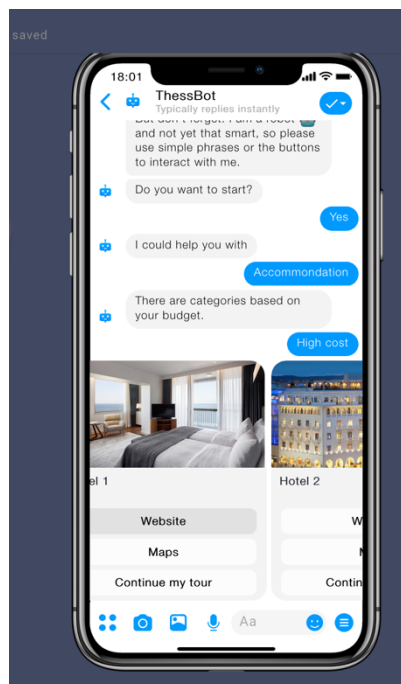 saved
18:01
ThessBot
Typically replies instantly
But don't forget! I am a robot
and not yet that smart, so please
use simple phrases or the buttons
to interact with me.
Do you want to start?
Yes
I could help you with
Accommondation
There are categories based on
your budget.
High cost
el 1
Hotel 2
Website
W
Maps
Continue my tour
Contin
Aa